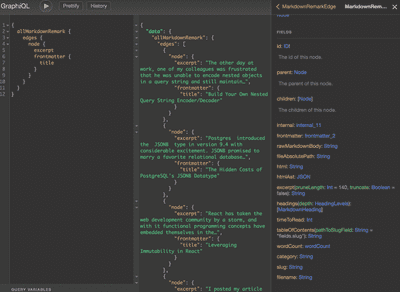 GraphiQL
Prettify
History
MarkdownRemarkEdge
MarkdownRem...
1
{
allMarkdownRemark {
edges {
node {
excerpt
frontmatter {
title
}
}
}
}
}
{
"data": {
"allMarkdownRemark": {
"edges": [
{
"node": {
"excerpt": "The other day at
work, one of my colleagues was frustrated
that he was unable to encode nested objects
in a query string and still maintain…",
"frontmatter": {
"title": "Build Your Own Nested
Query String Encoder/Decoder"
}
}
},
{
"node": {
"excerpt": "Postgres introduced
the JSONB type in version 9.4 with
considerable excitement. JSONB promised to
marry a favorite relational database…",
"frontmatter": {
"title": "The Hidden Costs of
PostgreSQL's JSONB Datatype"
}
}
},
{
"node": {
"excerpt": "React has taken the
web development community by a storm, and
with it functional programming concepts have
embedded themselves in the…",
"frontmatter": {
"title": "Leveraging
Immutability in React"
}
}
},
{
"node": {
"excerpt": "I posted my article
QUERY VARIABLES
node: Node
FIELDS
id: ID!
The id of this node.
parent: Node
The parent of this node.
children: [Node]
The children of this node.
internal: internal_11
frontmatter: frontmatter_2
rawMarkdownBody: String
fileAbsolutePath: String
html: String
htmlAst: JSON
excerpt(pruneLength: Int = 140, truncate: Boolean
= false): String
headings(depth: HeadingLevels):
[MarkdownHeading]
timeToRead: Int
tableOfContents(pathToSlugField: String =
"fields.slug"): String
wordCount: wordCount
category: String
slug: String
filename: String